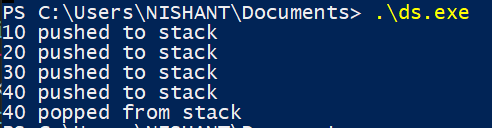 PS C:\Users\NISHANT\Documents> .\ds.exe
10 pushed to stack
20 pushed to stack
30 pushed to stack
40 pushed to stack
40 popped from stack